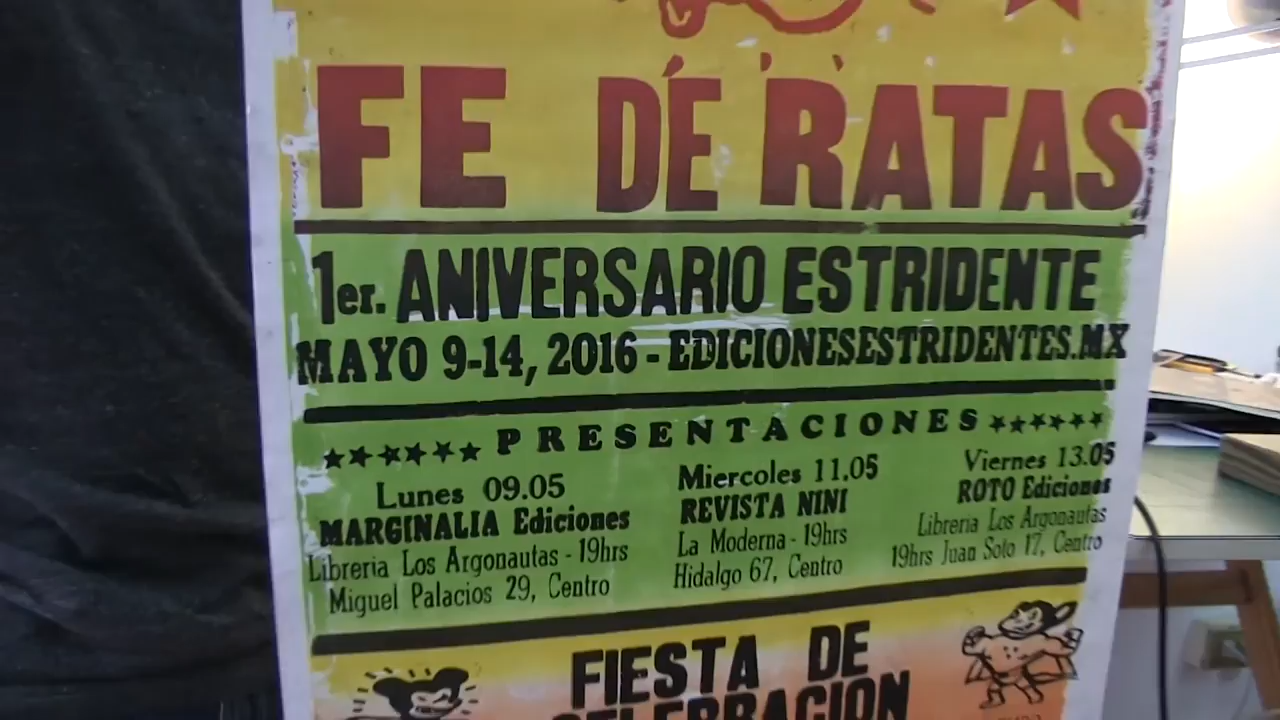 FE DE RATAS
1er. ANIVERSARIO ESTRIDENTE
MAYO 9-14, 2016 - EDICIONESESTRIDENTES.MX
PRESENTACIONES
Lunes 09.05
MARGINALIA Ediciones
Libreria Los Argonautas - 19hrs
Miguel Palacios 29, Centro
Miercoles 11.05
REVISTA NINI
La Moderna - 19hrs
Hidalgo 67, Centro
Viernes 13.05
ROTO Ediciones
Libreria Los Argonautas
19hrs Juan Soto 17, Centro
FIESTA DE
CELEBRACION